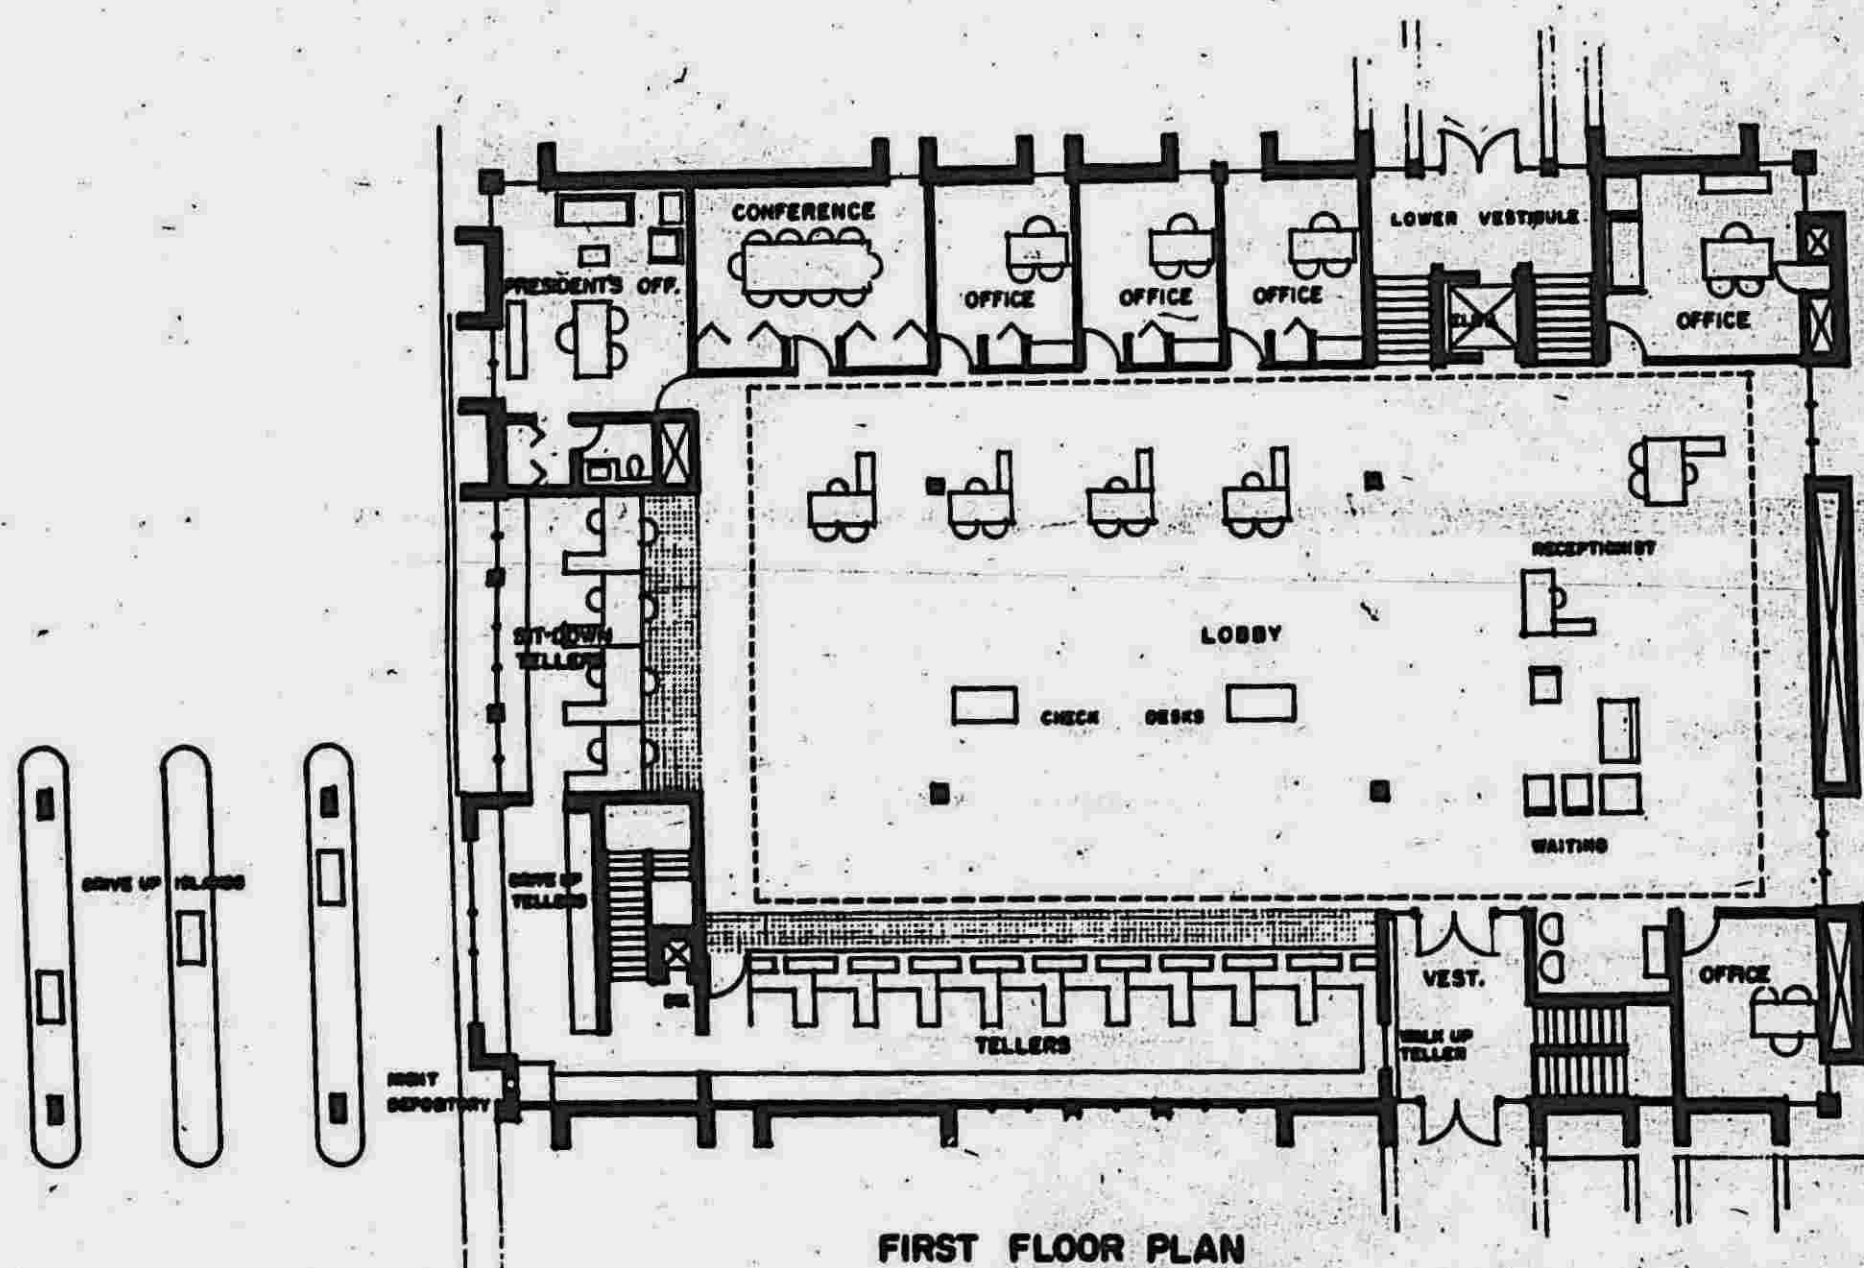 CONFERENCE
LOWER VESTIBULE
PRESIDENT'S OFF.
OFFICE
OFFICE
OFFICE
ELEV.
OFFICE
RECEPTIONIST
SIT-DOWN
TELLERS
LOBBY
CHECK DESKS
WAITING
DRIVE UP ISLANDS
DRIVE UP
TELLERS
VEST.
OFFICE
TELLERS
WALK UP
TELLER
NIGHT
DEPOSITORY
FIRST FLOOR PLAN